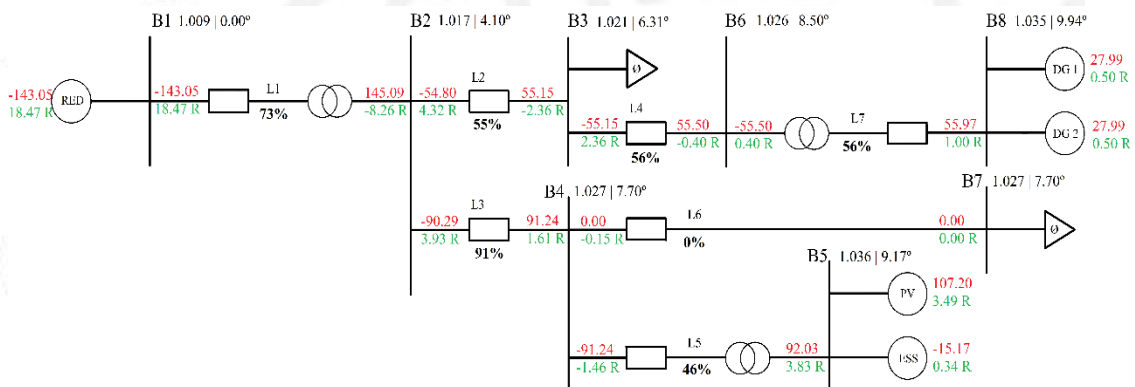 B1 1.009 | 0.00º
B2 1.017 | 4.10º
B3 1.021 | 6.31º
B6 1.026 8.50º
B8 1.035 | 9.94º
-143.05
18.47 R
RED
-143.05
18.47 R
L1
73%
145.09
-8.26 R
-54.80
4.32 R
L2
55%
55.15
-2.36 R
Ø
-55.15
2.36 R
L4
56%
55.50
-0.40 R
-55.50
0.40 R
L7
56%
55.97
1.00 R
DG 1
27.99
0.50 R
DG 2
27.99
0.50 R
B4 1.027 | 7.70º
B7 1.027 | 7.70º
-90.29
3.93 R
L3
91%
91.24
1.61 R
0.00
-0.15 R
L6
0%
0.00
0.00 R
Ø
B5 1.036 | 9.17º
PV
107.20
3.49 R
-91.24
-1.46 R
L5
46%
92.03
3.83 R
ESS
-15.17
0.34 R